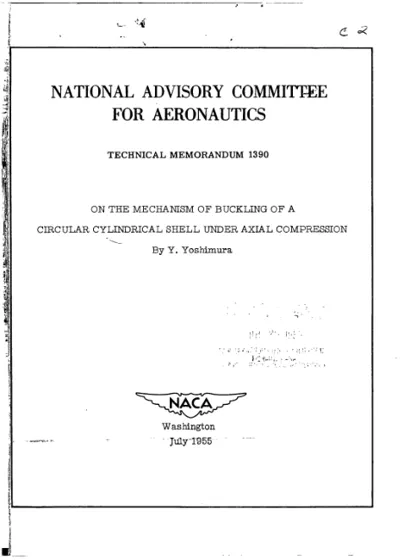 C 2
NATIONAL ADVISORY COMMITTEE
FOR AERONAUTICS
TECHNICAL MEMORANDUM 1390
ON THE MECHANISM OF BUCKLING OF A
CIRCULAR CYLINDRICAL SHELL UNDER AXIAL COMPRESSION
By Y. Yoshimura
NACA
Washington
July 1955